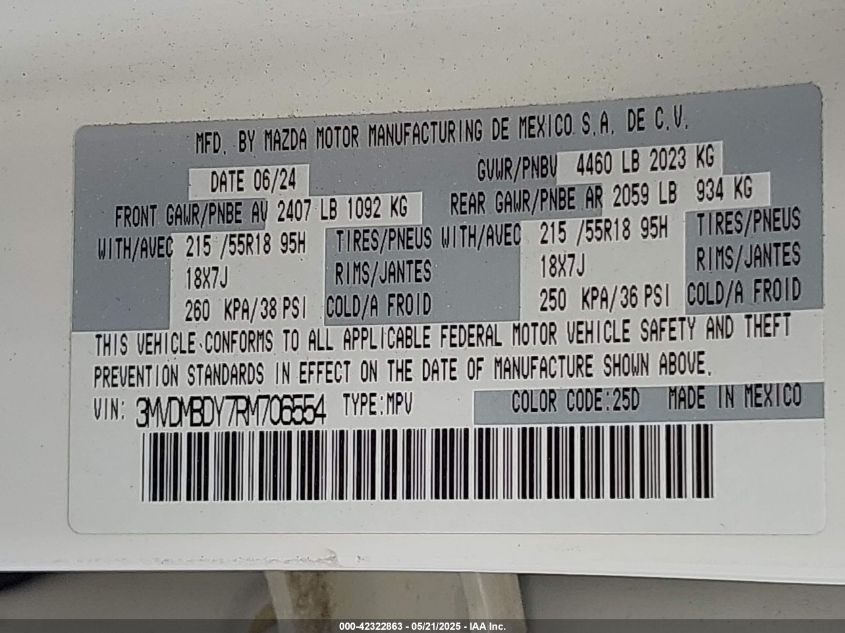 MFD. BY MAZDA MOTOR MANUFACTURING DE MEXICO S.A. DE C.V.
DATE 06/24 GVWR/PNBV 4460 LB 2023 KG
FRONT GAWR/PNBE AV 2407 LB 1092 KG REAR GAWR/PNBE AR 2059 LB 934 KG
WITH/AVEC 215 /55R18 95H TIRES/PNEUS WITH/AVEC 215 /55R18 95H TIRES/PNEUS
18X7J RIMS/JANTES 18X7J RIMS/JANTES
260 KPA/38 PSI COLD/A FROID 250 KPA/36 PSI COLD/A FROID
THIS VEHICLE CONFORMS TO ALL APPLICABLE FEDERAL MOTOR VEHICLE SAFETY AND THEFT
PREVENTION STANDARDS IN EFFECT ON THE DATE OF MANUFACTURE SHOWN ABOVE.
VIN: 3MVDMBDY7RM706554 TYPE:MPV COLOR CODE:25D MADE IN MEXICO
000-42322863 - 05/21/2025 - IAA Inc.